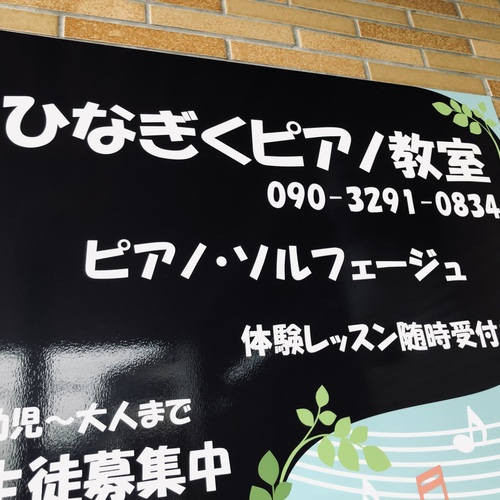 ひなぎくピアノ教室
090-3291-0834
ピアノ・ソルフェージュ
体験レッスン随時受付
幼児～大人まで
生徒募集中